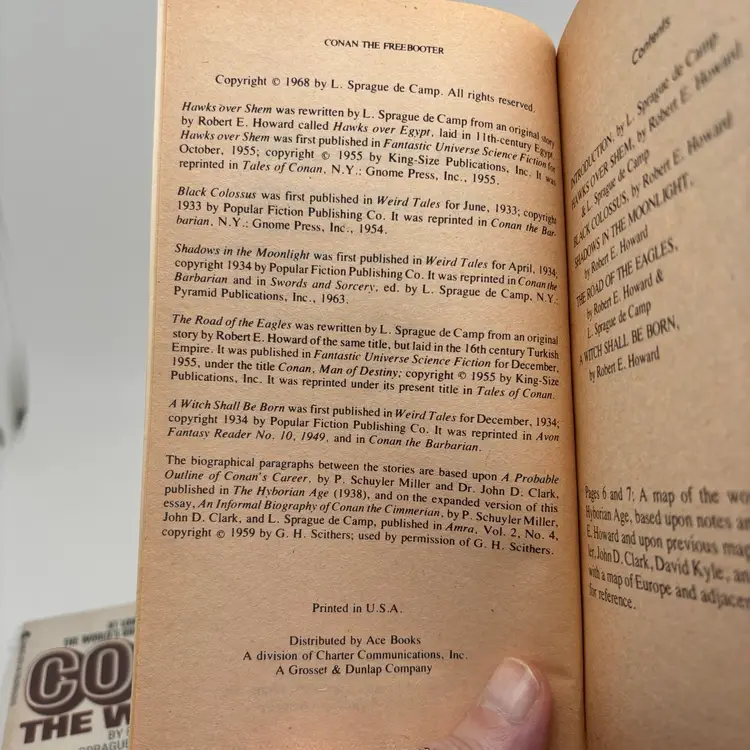 CONAN THE FREEBOOTER
Copyright © 1968 by L. Sprague de Camp. All rights reserved.
Hawks over Shem was rewritten by L. Sprague de Camp from an original story
by Robert E. Howard called Hawks over Egypt, laid in 11th-century Egypt.
Hawks over Shem was first published in Fantastic Universe Science Fiction for
October, 1955; copyright © 1955 by King-Size Publications, Inc. It was
reprinted in Tales of Conan, N.Y.: Gnome Press, Inc., 1955.
Black Colossus was first published in Weird Tales for June, 1933; copyright
1933 by Popular Fiction Publishing Co. It was reprinted in Conan the Bar-
barian, N.Y.: Gnome Press, Inc., 1954.
Shadows in the Moonlight was first published in Weird Tales for April, 1934;
copyright 1934 by Popular Fiction Publishing Co. It was reprinted in Conan the
Barbarian and in Swords and Sorcery, ed. by L. Sprague de Camp, N.Y.:
Pyramid Publications, Inc., 1963.
The Road of the Eagles was rewritten by L. Sprague de Camp from an original
story by Robert E. Howard of the same title, but laid in the 16th century Turkish
Empire. It was published in Fantastic Universe Science Fiction for December,
1955, under the title Conan, Man of Destiny; copyright © 1955 by King-Size
Publications, Inc. It was reprinted under its present title in Tales of Conan.
A Witch Shall Be Born was first published in Weird Tales for December, 1934;
copyright 1934 by Popular Fiction Publishing Co. It was reprinted in Avon
Fantasy Reader No. 10, 1949, and in Conan the Barbarian.
The biographical paragraphs between the stories are based upon A Probable
Outline of Conan's Career, by P. Schuyler Miller and Dr. John D. Clark,
published in The Hyborian Age (1938), and on the expanded version of this
essay, An Informal Biography of Conan the Cimmerian, by P. Schuyler Miller,
John D. Clark, and L. Sprague de Camp, published in Amra, Vol. 2, No. 4,
copyright © 1959 by G. H. Scithers; used by permission of G. H. Scithers.
Printed in U.S.A.
Distributed by Ace Books
A division of Charter Communications, Inc.
A Grosset & Dunlap Company
Contents
INTRODUCTION, by L. Sprague de Camp
HAWKS OVER SHEM, by Robert E. Howard
& L. Sprague de Camp
BLACK COLOSSUS, by Robert E. Howard
SHADOWS IN THE MOONLIGHT,
by Robert E. Howard
THE ROAD OF THE EAGLES,
by Robert E. Howard &
L. Sprague de Camp
A WITCH SHALL BE BORN,
by Robert E. Howard
Pages 6 and 7: A map of the wo
Hyborian Age, based upon notes an
E. Howard and upon previous map
ler, John D. Clark, David Kyle, an
with a map of Europe and adjacen
for reference.
THE WORLD'S
CO
THE W
BY
SPRAGUE